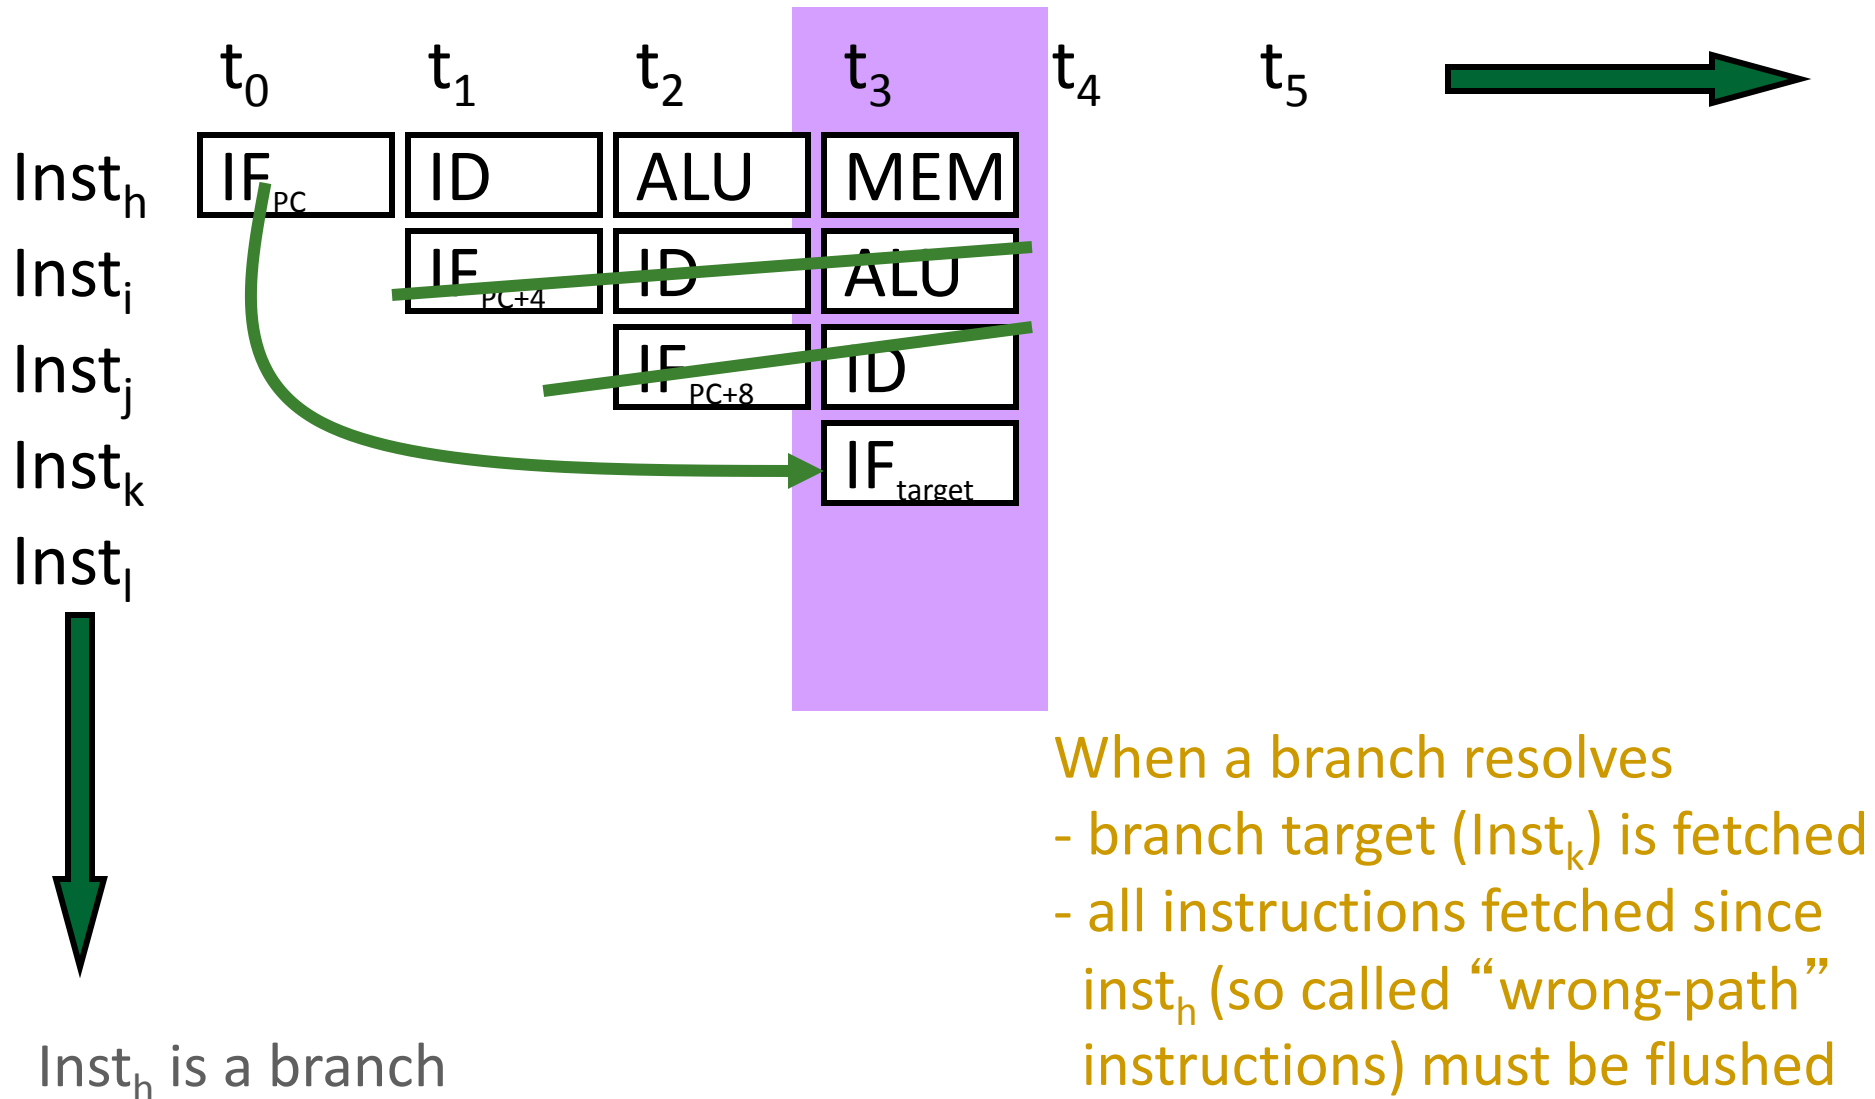 t0 t1 t2 t3 t4 t5
Insth IFPC ID ALU MEM
Insti IFPC+4 ID ALU
Instj IFPC+8 ID
Instk IFtarget
Instl
When a branch resolves
- branch target (Instk) is fetched
- all instructions fetched since
insth (so called “wrong-path”
instructions) must be flushed
Insth is a branch